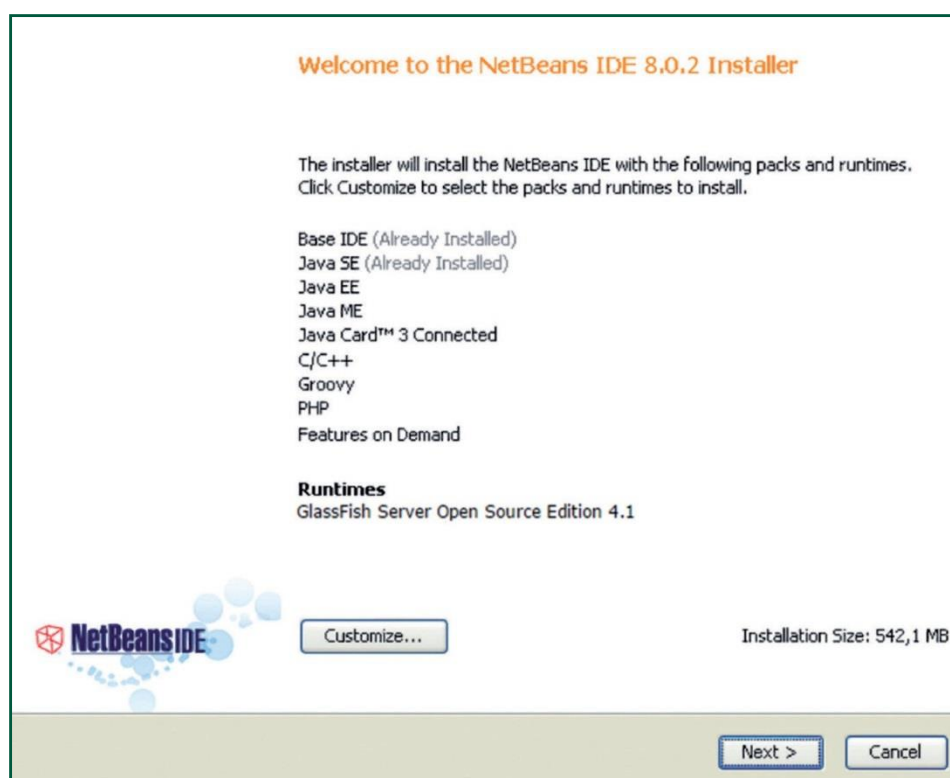 Welcome to the NetBeans IDE 8.0.2 Installer
The installer will install the NetBeans IDE with the following packs and runtimes.
Click Customize to select the packs and runtimes to install.
Base IDE (Already Installed)
Java SE (Already Installed)
Java EE
Java ME
Java Card™ 3 Connected
C/C++
Groovy
PHP
Features on Demand
Runtimes
GlassFish Server Open Source Edition 4.1
NetBeans IDE
Customize...
Installation Size: 542,1 MB
Next >
Cancel